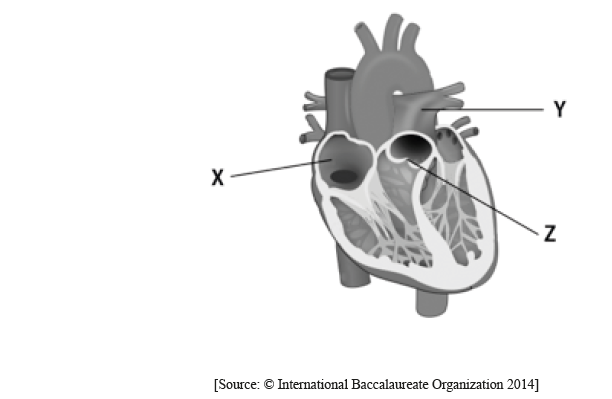 Y
X
Z
[Source: © International Baccalaureate Organization 2014]